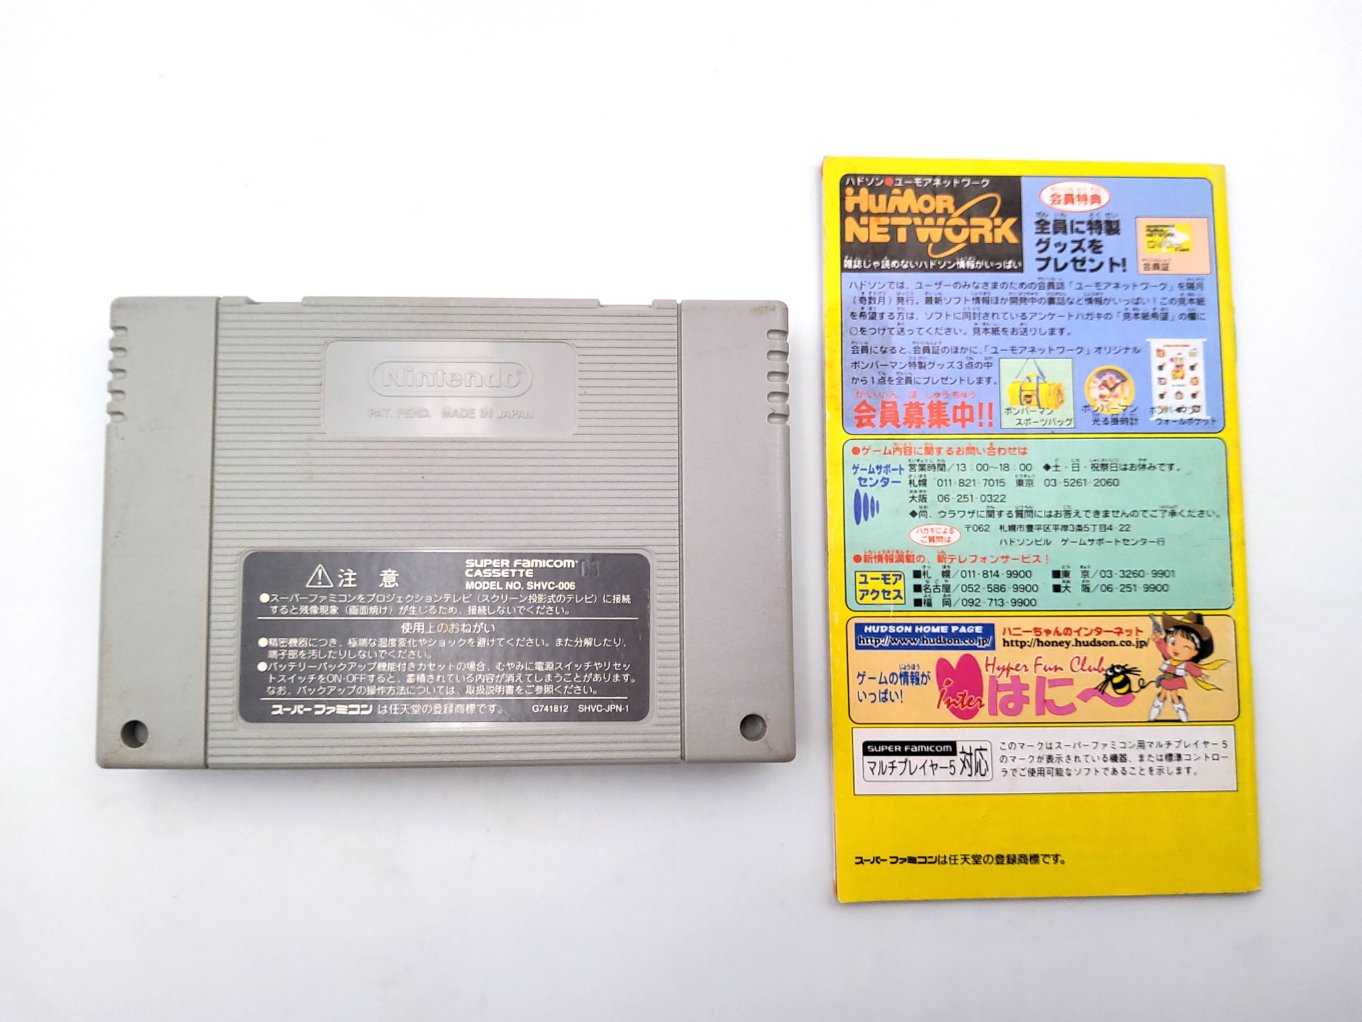 Nintendo®
PAT. PEND. MADE IN JAPAN
注意
SUPER FAMICOM
CASSETTE
MODEL NO. SHVC-006
●スーパーファミコンをプロジェクションテレビ（スクリーン投影式のテレビ）に接続
すると残像現象（画面焼け）が生じるため、接続しないでください。
使用上のおねがい
●精密機器につき、極端な温度変化やショックを避けてください。また分解したり、
端子部を汚したりしないでください。
●バッテリーバックアップ機能付きカセットの場合、むやみに電源スイッチやリセッ
トスイッチをON・OFFすると、蓄積されている内容が消えてしまうことがあります。
なお、バックアップの操作方法については、取扱説明書をご参照ください。
スーパーファミコン は任天堂の登録商標です。 G741812 SHVC-JPN-1
ハドソン●ユーモアネットワーク
HuMOR
NETWORK
雑誌じゃ読めないハドソン情報がいっぱい
会員特典
全員に特製
グッズを
プレゼント!
会員証
ハドソンでは、ユーザーのみなさまのための会員誌「ユーモアネットワーク」を隔月
（奇数月）発行。最新ソフト情報ほか開発中の裏話など情報がいっぱい！この見本紙
を希望する方は、ソフトに同封されているアンケートハガキの「見本紙希望」の欄に
○をつけて送ってください。見本紙をお送りします。
会員になると、会員証のほかに、「ユーモアネットワーク」オリジナル
ボンバーマン特製グッズ3点の中
から1点を全員にプレゼントします。
かいいん ぼしゅうちゅう
会員募集中!!
ボンバーマン
スポーツバッグ
ボンバーマン
光る掛時計
ボンバーマン
ウォールポケット
●ゲーム内容に関するお問い合わせは
ゲームサポート
センター
営業時間／13：00〜18：00 ◆土・日・祝祭日はお休みです。
札幌 011-821-7015 東京 03-5261-2060
大阪 06-251-0322
◆尚、ウラワザに関する質問にはお答えできませんのでご了承ください。
ハガキによる
ご質問は
〒062 札幌市豊平区平岸3条5丁目4-22
ハドソンビル ゲームサポートセンター行
●新情報満載の、新テレフォンサービス！
ユーモア
アクセス
■札 幌／011-814-9900 ■東 京／03-3260-9901
■名古屋／052-586-9900 ■大 阪／06-251-9900
■福 岡／092-713-9900
HUDSON HOME PAGE
http://www.hudson.co.jp/
ハニーちゃんのインターネット
http://honey.hudson.co.jp/
ゲームの情報が
いっぱい!
Hyper Fun Club
inter はに〜
SUPER FAMICOM
マルチプレイヤー5 対応
このマークはスーパーファミコン用マルチプレイヤー5
のマークが表示されている機器、または標準コントロー
ラでご使用可能なソフトであることを示します。
スーパーファミコンは任天堂の登録商標です。